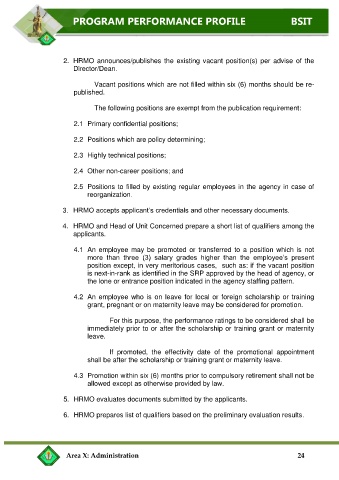 PROGRAM PERFORMANCE PROFILE BSIT
2. HRMO announces/publishes the existing vacant position(s) per advise of the
Director/Dean.
Vacant positions which are not filled within six (6) months should be re-
published.
The following positions are exempt from the publication requirement:
2.1 Primary confidential positions;
2.2 Positions which are policy determining;
2.3 Highly technical positions;
2.4 Other non-career positions; and
2.5 Positions to filled by existing regular employees in the agency in case of
reorganization.
3. HRMO accepts applicant's credentials and other necessary documents.
4. HRMO and Head of Unit Concerned prepare a short list of qualifiers among the
applicants.
4.1 An employee may be promoted or transferred to a position which is not
more than three (3) salary grades higher than the employee's present
position except, in very meritorious cases, such as: if the vacant position
is next-in-rank as identified in the SRP approved by the head of agency, or
the lone or entrance position indicated in the agency staffing pattern.
4.2 An employee who is on leave for local or foreign scholarship or training
grant, pregnant or on maternity leave may be considered for promotion.
For this purpose, the performance ratings to be considered shall be
immediately prior to or after the scholarship or training grant or maternity
leave.
If promoted, the effectivity date of the promotional appointment
shall be after the scholarship or training grant or maternity leave.
4.3 Promotion within six (6) months prior to compulsory retirement shall not be
allowed except as otherwise provided by law.
5. HRMO evaluates documents submitted by the applicants.
6. HRMO prepares list of qualifiers based on the preliminary evaluation results.
Area X: Administration 24